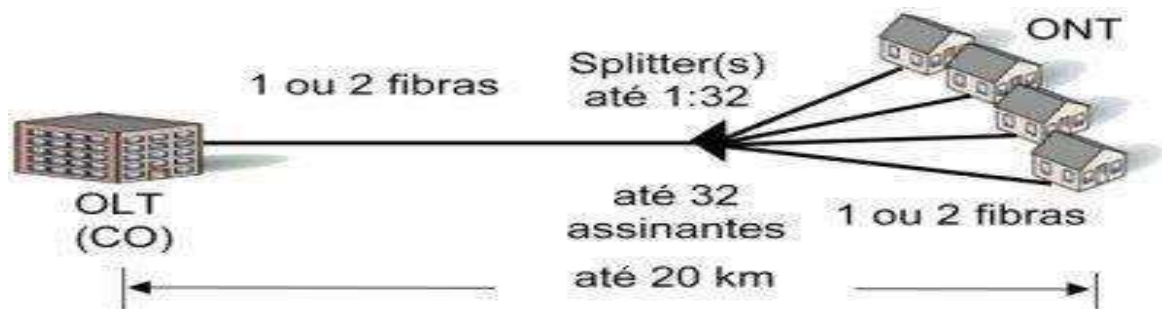 ONT
1 ou 2 fibras
Splitter(s)
até 1:32
OLT
(CO)
até 32
assinantes
1 ou 2 fibras
até 20 km